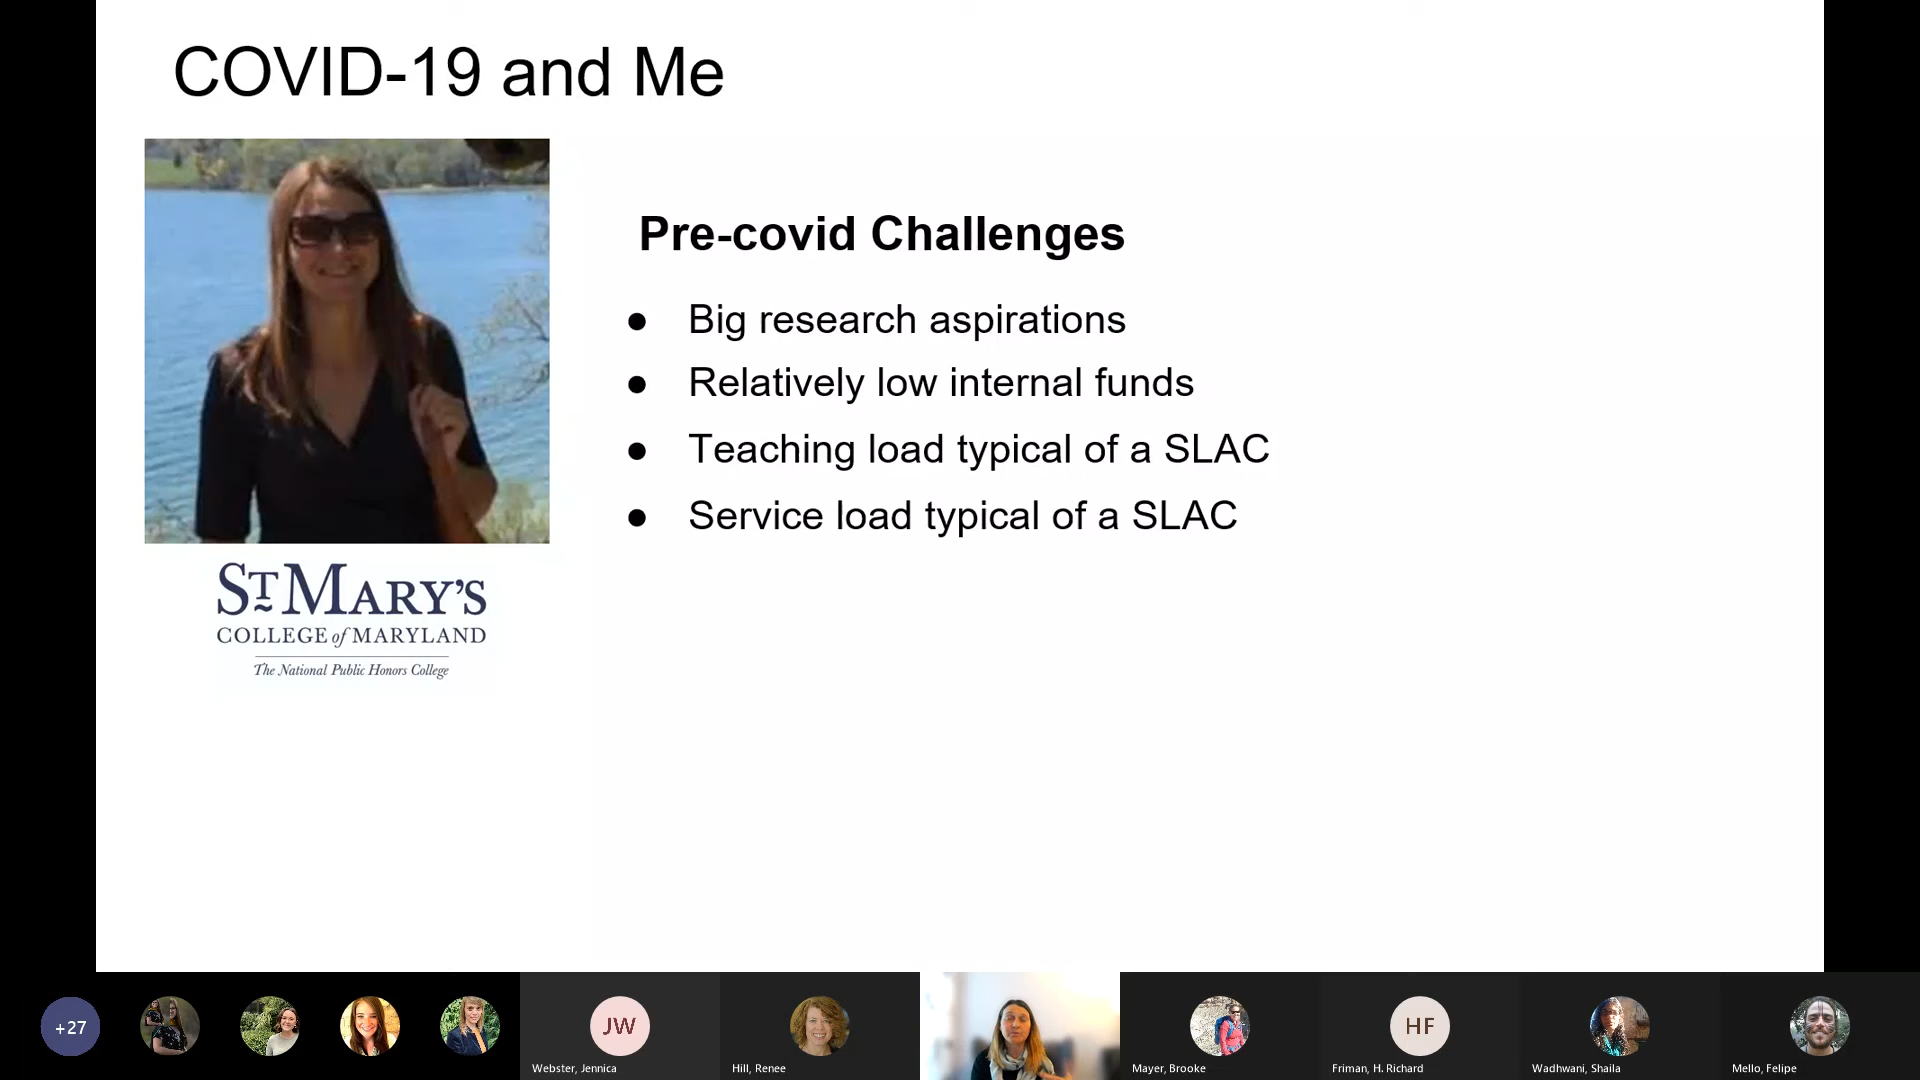 COVID-19 and Me
Pre-covid Challenges
● Big research aspirations
● Relatively low internal funds
● Teaching load typical of a SLAC
● Service load typical of a SLAC
ST MARY'S
COLLEGE of MARYLAND
The National Public Honors College
+27
JW
Webster, Jennica
Hill, Renee
Mayer, Brooke
HF
Friman, H. Richard
Wadhwani, Shaila
Mello, Felipe